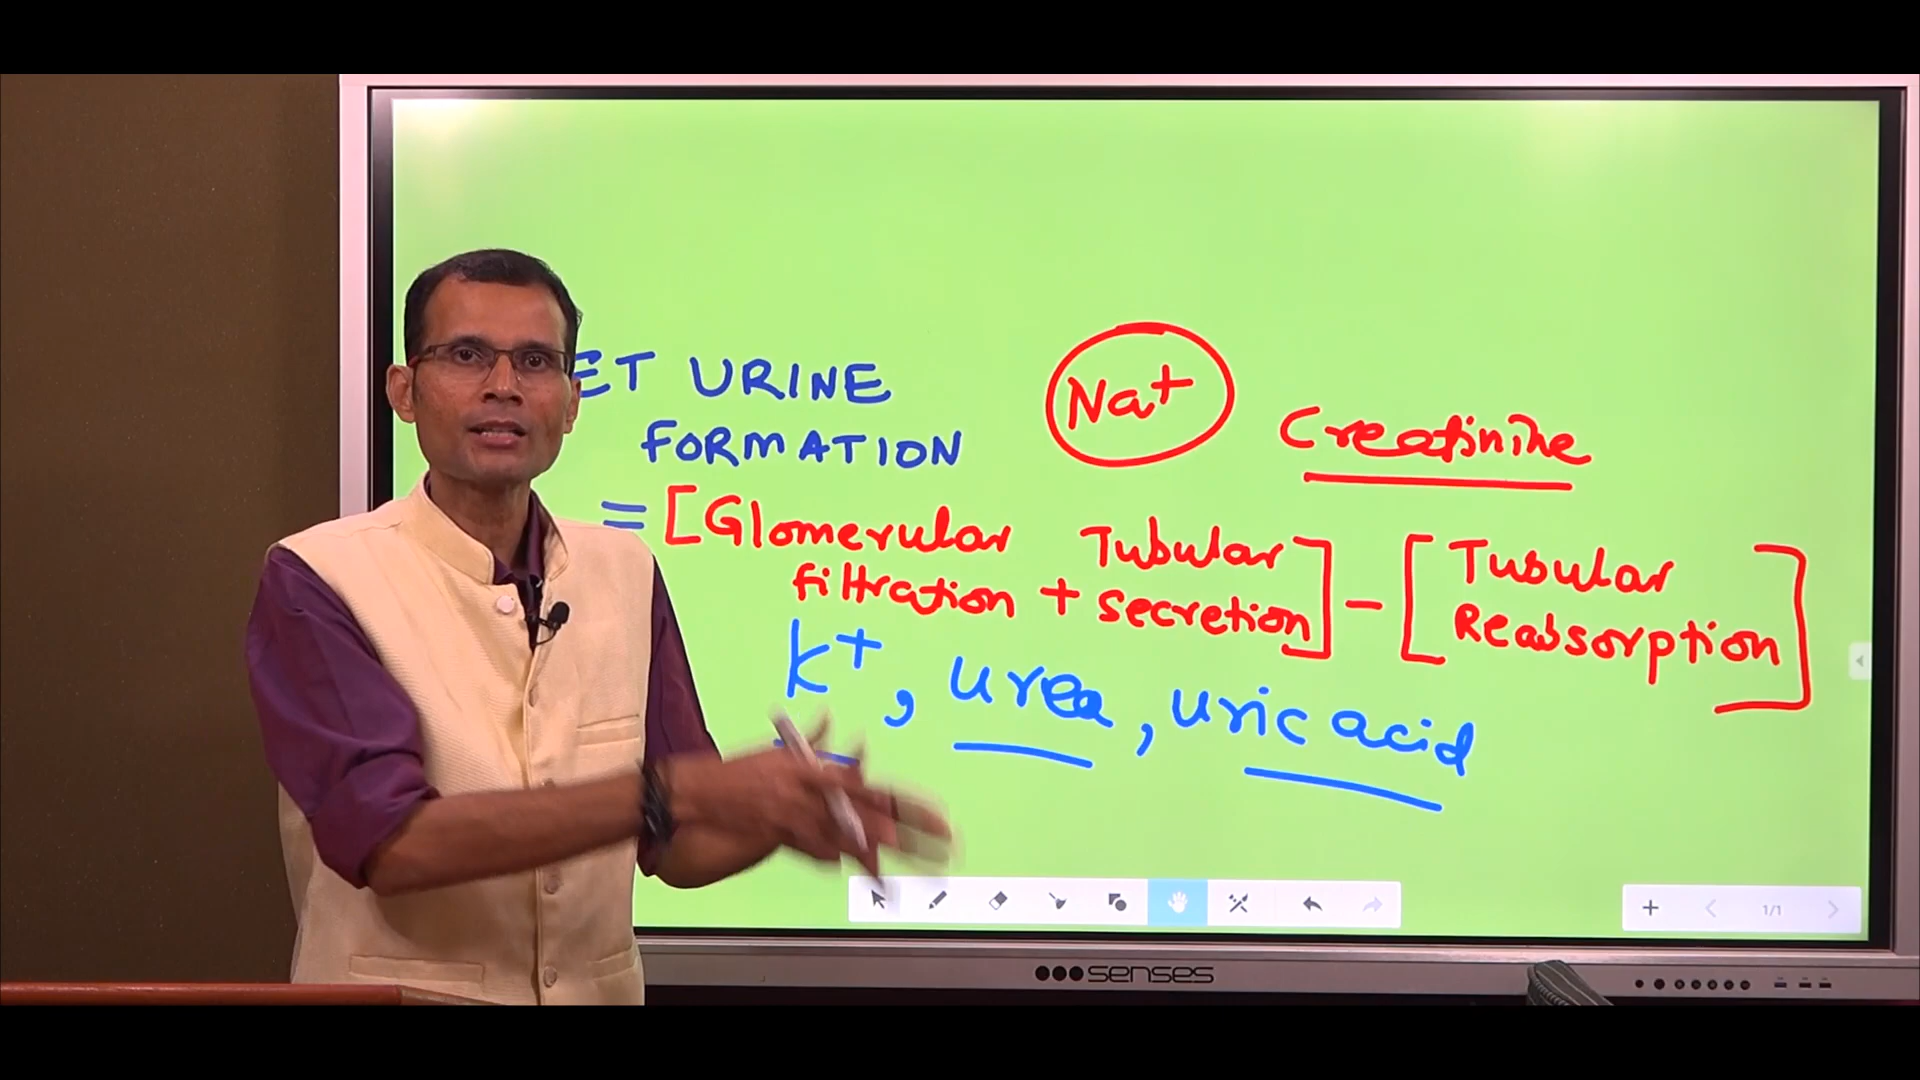 ET URINE
FORMATION
Na+
Creatinine
= [Glomerular Tubular] - [Tubular
filtration + secretion Reabsorption]
K+, urea, uric acid
1/1
senses